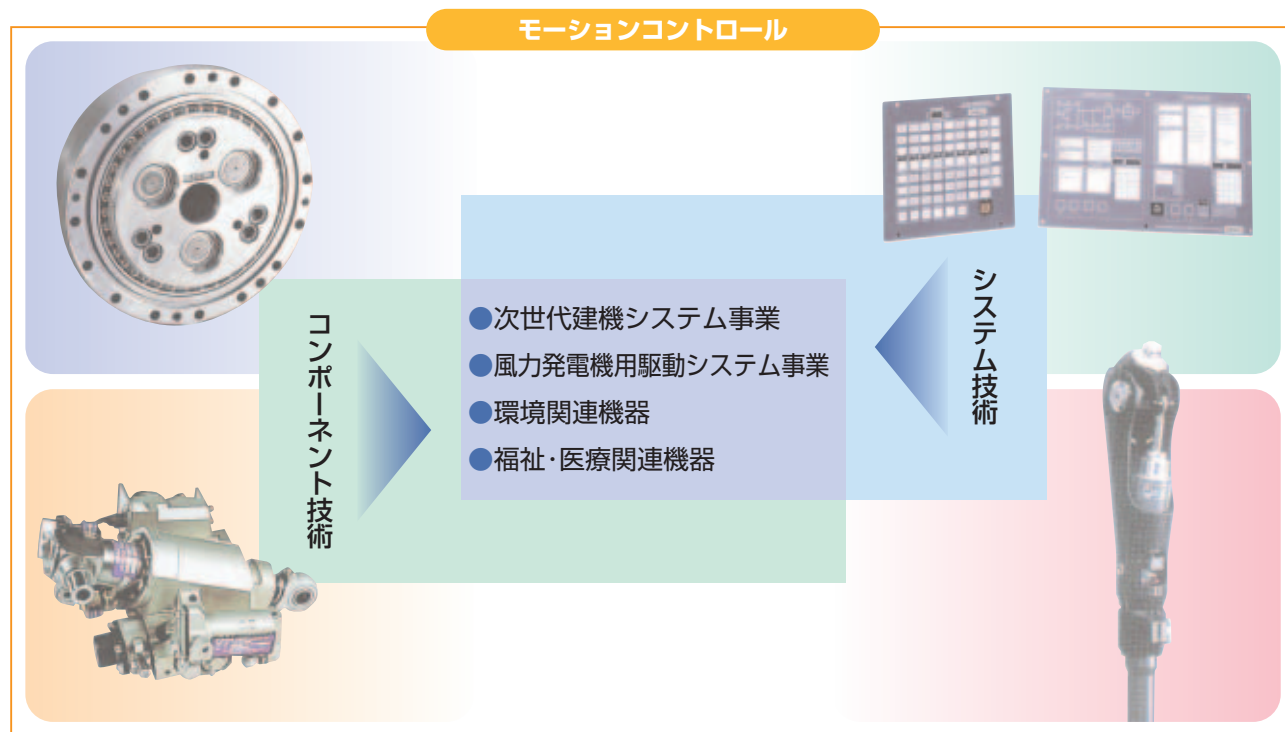 モーションコントロール
コンポーネント技術
●次世代建機システム事業
●風力発電機用駆動システム事業
●環境関連機器
●福祉・医療関連機器
システム技術